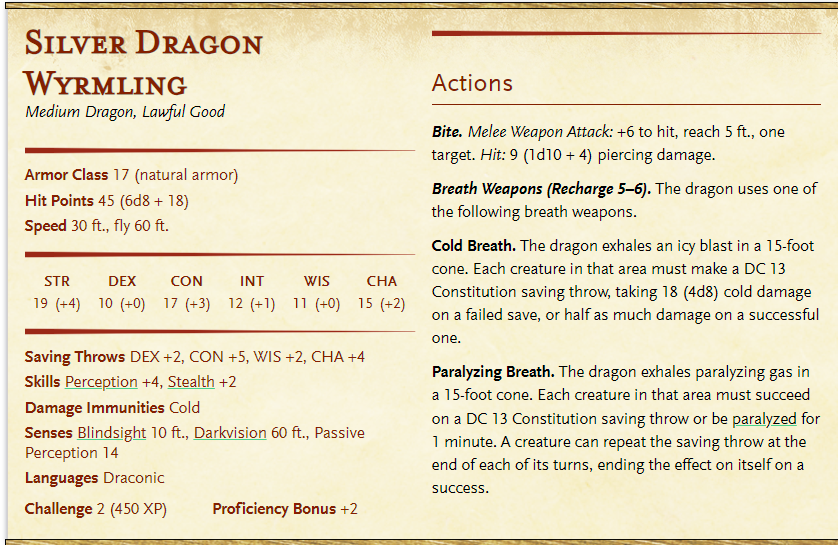 Silver Dragon
Wyrmling
Medium Dragon, Lawful Good
Armor Class 17 (natural armor)
Hit Points 45 (6d8 + 18)
Speed 30 ft., fly 60 ft.
STR DEX CON INT WIS CHA
19 (+4) 10 (+0) 17 (+3) 12 (+1) 11 (+0) 15 (+2)
Saving Throws DEX +2, CON +5, WIS +2, CHA +4
Skills Perception +4, Stealth +2
Damage Immunities Cold
Senses Blindsight 10 ft., Darkvision 60 ft., Passive
Perception 14
Languages Draconic
Challenge 2 (450 XP) Proficiency Bonus +2
Actions
Bite. Melee Weapon Attack: +6 to hit, reach 5 ft., one
target. Hit: 9 (1d10 + 4) piercing damage.
Breath Weapons (Recharge 5–6). The dragon uses one of
the following breath weapons.
Cold Breath. The dragon exhales an icy blast in a 15-foot
cone. Each creature in that area must make a DC 13
Constitution saving throw, taking 18 (4d8) cold damage
on a failed save, or half as much damage on a successful
one.
Paralyzing Breath. The dragon exhales paralyzing gas in
a 15-foot cone. Each creature in that area must succeed
on a DC 13 Constitution saving throw or be paralyzed for
1 minute. A creature can repeat the saving throw at the
end of each of its turns, ending the effect on itself on a
success.